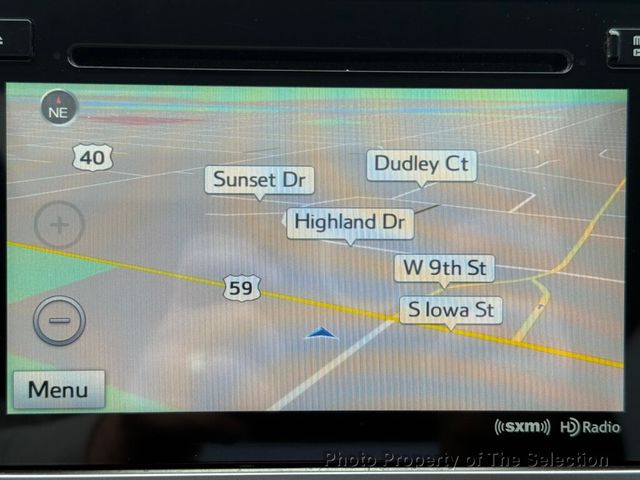 NE
40
Dudley Ct
Sunset Dr
Highland Dr
W 9th St
59
S Iowa St
Menu
((sxm)) HD Radio
Photo Property of The Selection